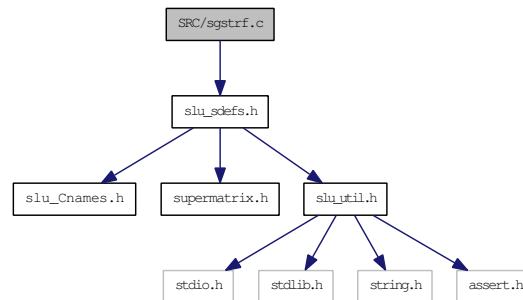 SRC/sgstrf.c
slu_sdefs.h
slu_Cnames.h
supermatrix.h
slu_util.h
stdio.h
stdlib.h
string.h
assert.h